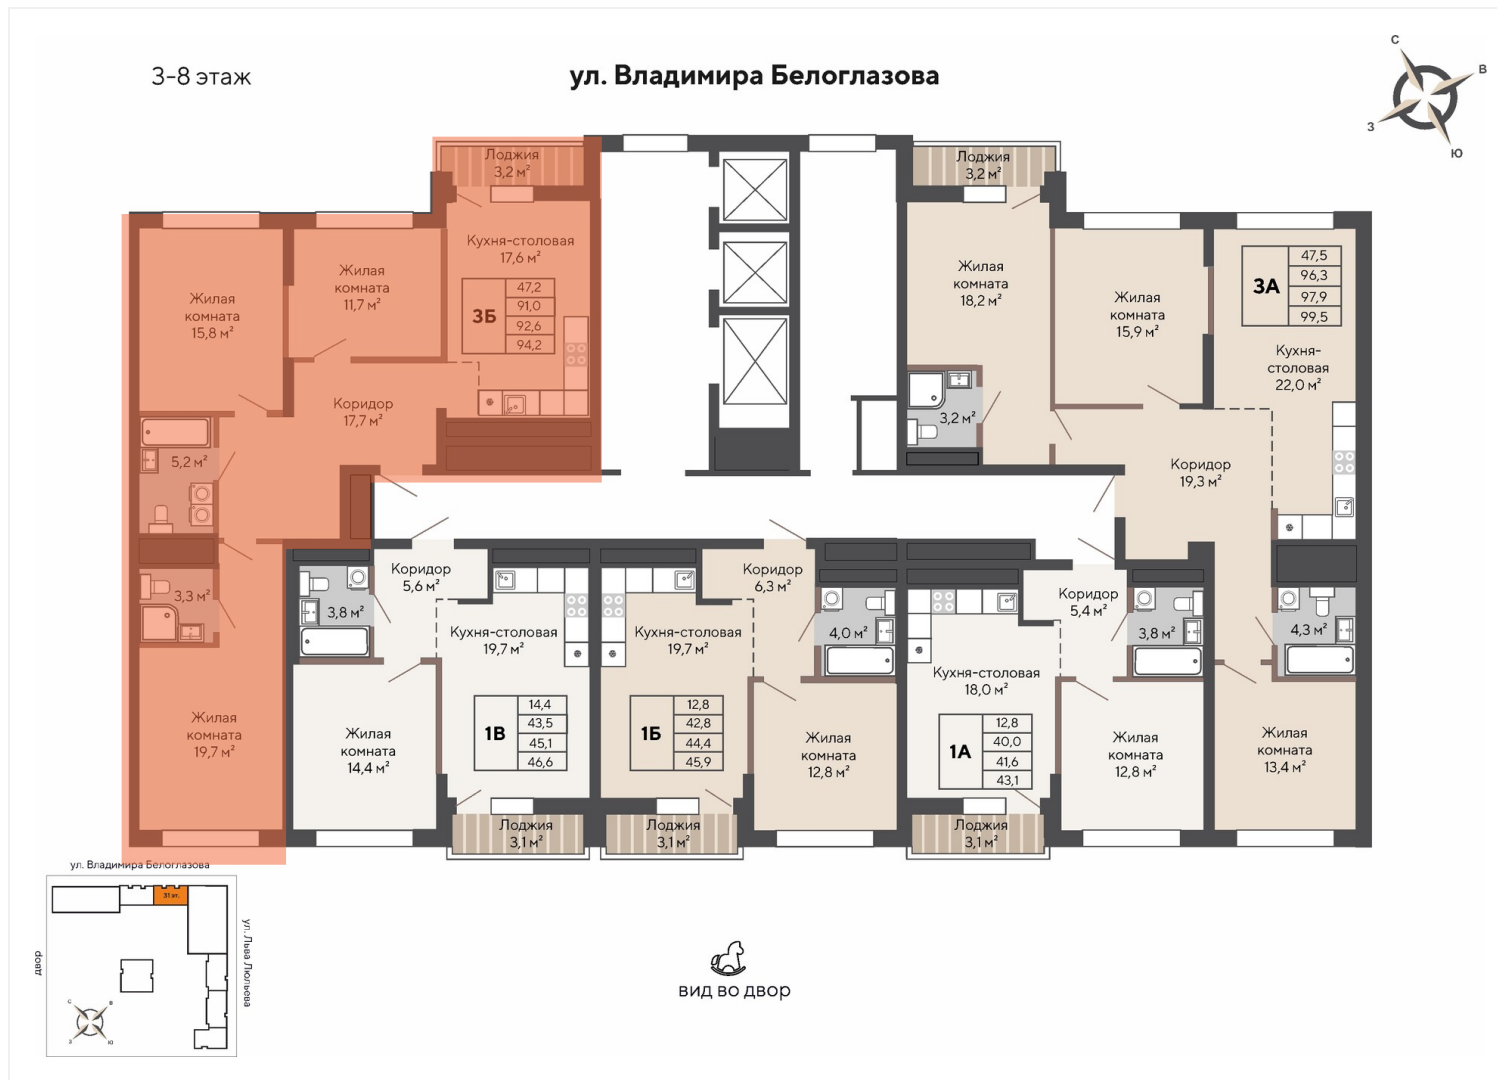 3-8 этаж
ул. Владимира Белоглазова
С
В
З
Ю
Лоджия
3,2 м²
Кухня-столовая
17,6 м²
3Б
47,2
91,0
92,6
94,2
Жилая
комната
11,7 м²
Жилая
комната
15,8 м²
Коридор
17,7 м²
5,2 м²
3,3 м²
Жилая
комната
19,7 м²
Лоджия
3,2 м²
Жилая
комната
18,2 м²
Жилая
комната
15,9 м²
3А
47,5
96,3
97,9
99,5
Кухня-
столовая
22,0 м²
3,2 м²
Коридор
19,3 м²
4,3 м²
Жилая
комната
13,4 м²
Коридор
5,6 м²
3,8 м²
Кухня-столовая
19,7 м²
1В
14,4
43,5
45,1
46,6
Жилая
комната
14,4 м²
Лоджия
3,1 м²
Коридор
6,3 м²
4,0 м²
Кухня-столовая
19,7 м²
1Б
12,8
42,8
44,4
45,9
Жилая
комната
12,8 м²
Лоджия
3,1 м²
Коридор
5,4 м²
3,8 м²
Кухня-столовая
18,0 м²
1А
12,8
40,0
41,6
43,1
Жилая
комната
12,8 м²
Лоджия
3,1 м²
ул. Владимира Белоглазова
31 эт.
двор
ул. Льва Люльева
С
В
З
Ю
вид во двор